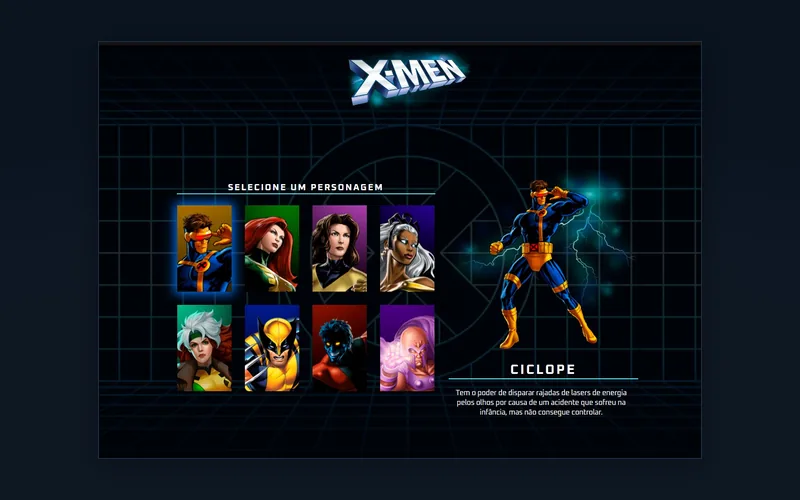 X-MEN
SELECIONE UM PERSONAGEM
CICLOPE
Tem o poder de disparar rajadas de lasers de energia
pelos olhos por causa de um acidente que sofreu na
infância, mas não consegue controlar.